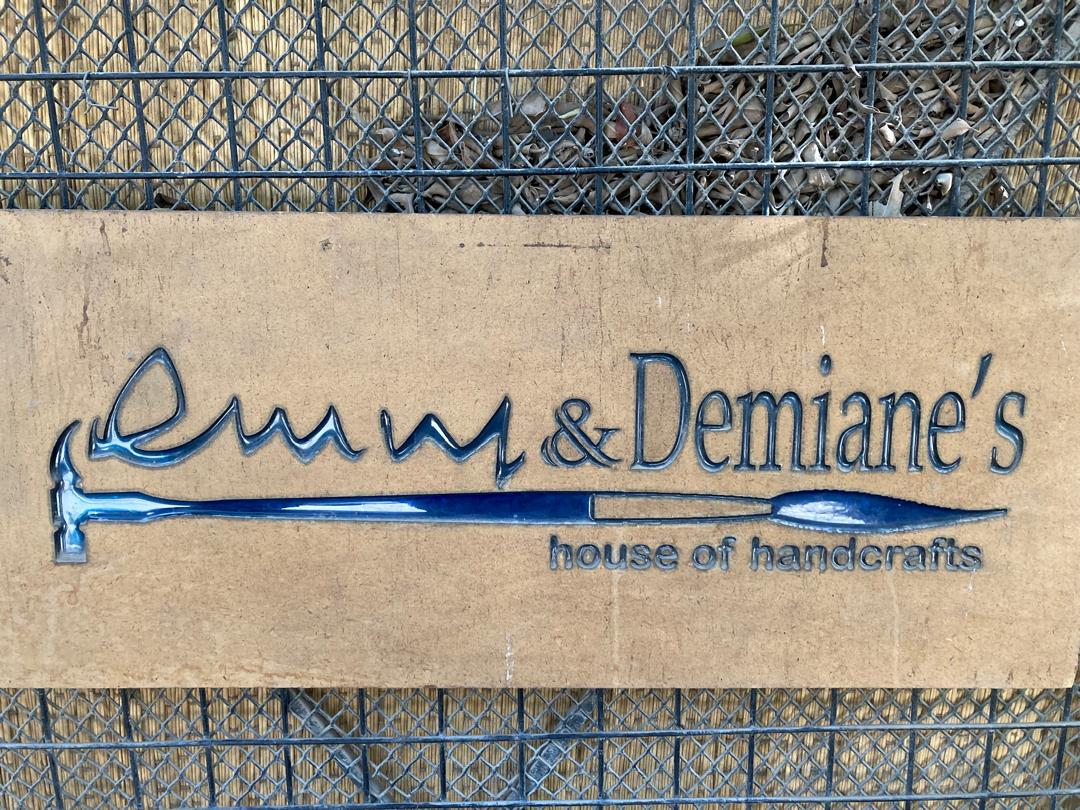 & Demiane's
house of handcrafts